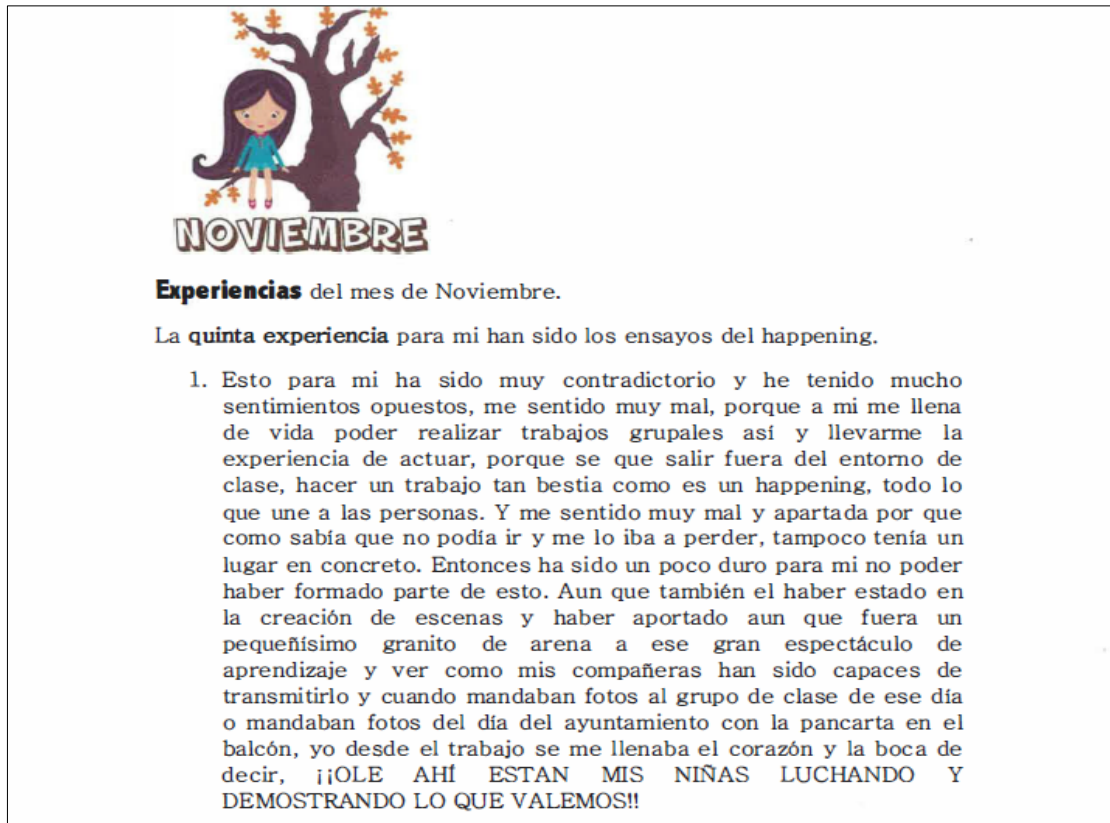 NOVIEMBRE
Experiencias del mes de Noviembre.
La quinta experiencia para mi han sido los ensayos del happening.
1. Esto para mi ha sido muy contradictorio y he tenido mucho
sentimientos opuestos, me sentido muy mal, porque a mi me llena
de vida poder realizar trabajos grupales así y llevarme la
experiencia de actuar, porque se que salir fuera del entorno de
clase, hacer un trabajo tan bestia como es un happening, todo lo
que une a las personas. Y me sentido muy mal y apartada por que
como sabía que no podía ir y me lo iba a perder, tampoco tenía un
lugar en concreto. Entonces ha sido un poco duro para mi no poder
haber formado parte de esto. Aun que también el haber estado en
la creación de escenas y haber aportado aun que fuera un
pequeñísimo granito de arena a ese gran espectáculo de
aprendizaje y ver como mis compañeras han sido capaces de
transmitirlo y cuando mandaban fotos al grupo de clase de ese día
o mandaban fotos del día del ayuntamiento con la pancarta en el
balcón, yo desde el trabajo se me llenaba el corazón y la boca de
decir, ¡¡OLE AHÍ ESTAN MIS NIÑAS LUCHANDO Y
DEMOSTRANDO LO QUE VALEMOS!!